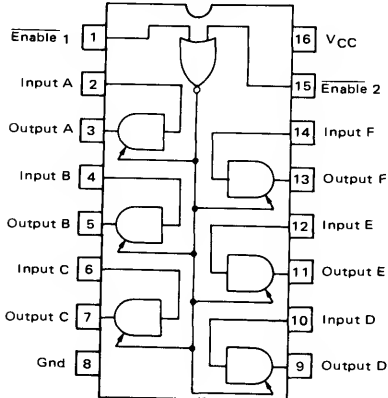 Enable 1 1
Input A 2
Output A 3
Input B 4
Output B 5
Input C 6
Output C 7
Gnd 8
16 VCC
15 Enable 2
14 Input F
13 Output F
12 Input E
11 Output E
10 Input D
9 Output D